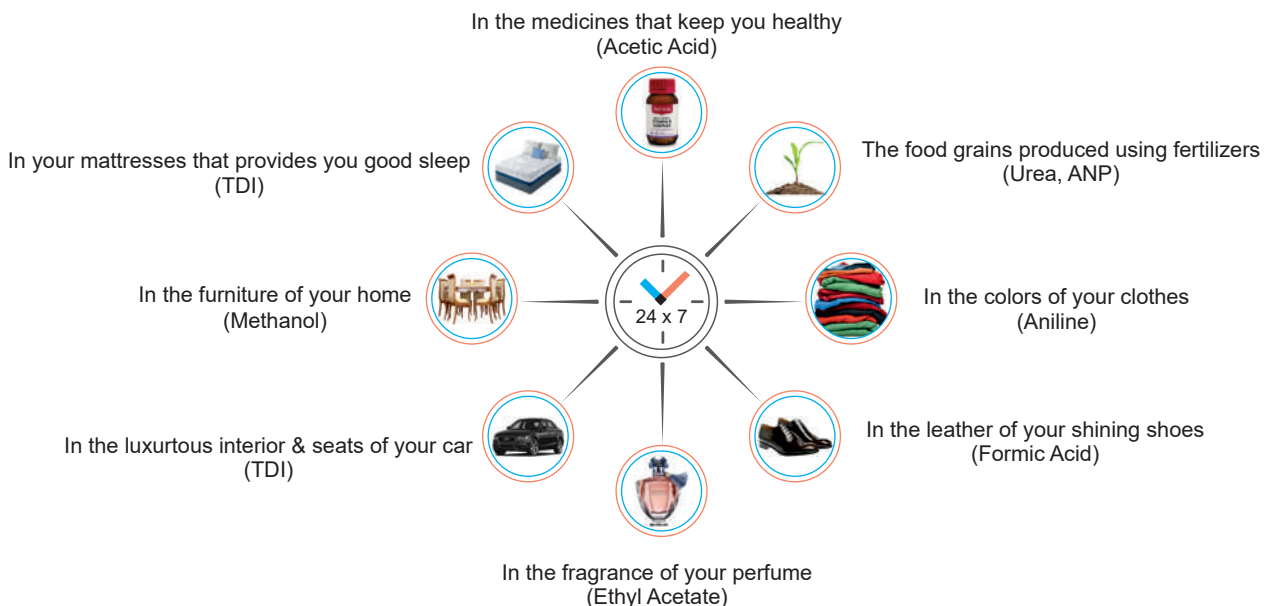 In the medicines that keep you healthy
(Acetic Acid)
In your mattresses that provides you good sleep
(TDI)
The food grains produced using fertilizers
(Urea, ANP)
In the furniture of your home
(Methanol)
24 x 7
In the colors of your clothes
(Aniline)
In the luxurtous interior & seats of your car
(TDI)
In the leather of your shining shoes
(Formic Acid)
In the fragrance of your perfume
(Ethyl Acetate)